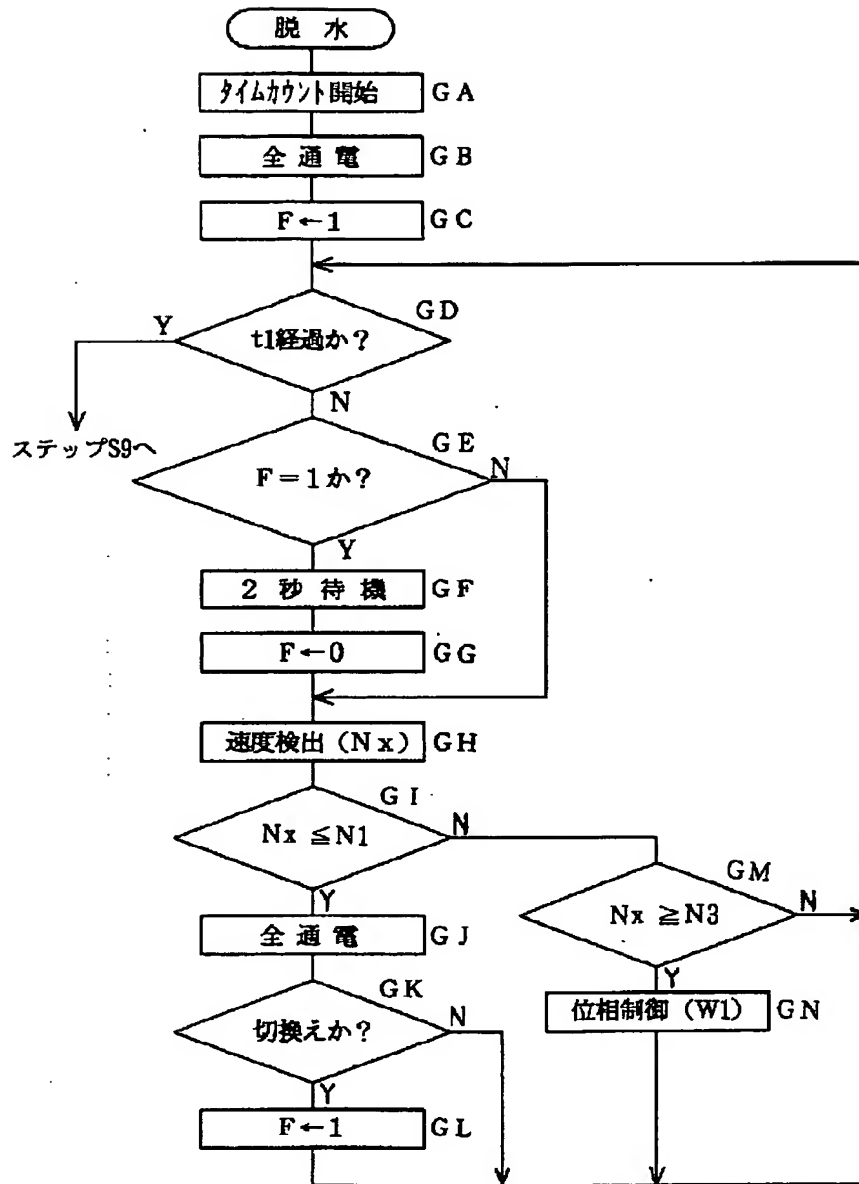 脱 水
タイムカウント開始 GA
全 通 電 GB
F←1 GC
GD
Y t1経過か？
N
ステップS9へ
GE
F＝1か？ N
Y
2 秒 待 機 GF
F←0 GG
速度検出（Nx） GH
GI
Nx ≦N1 N
GM
Y Nx ≧N3 N
全 通 電 GJ
GK Y
切換えか？ N 位相制御（W1） GN
Y
F←1 GL